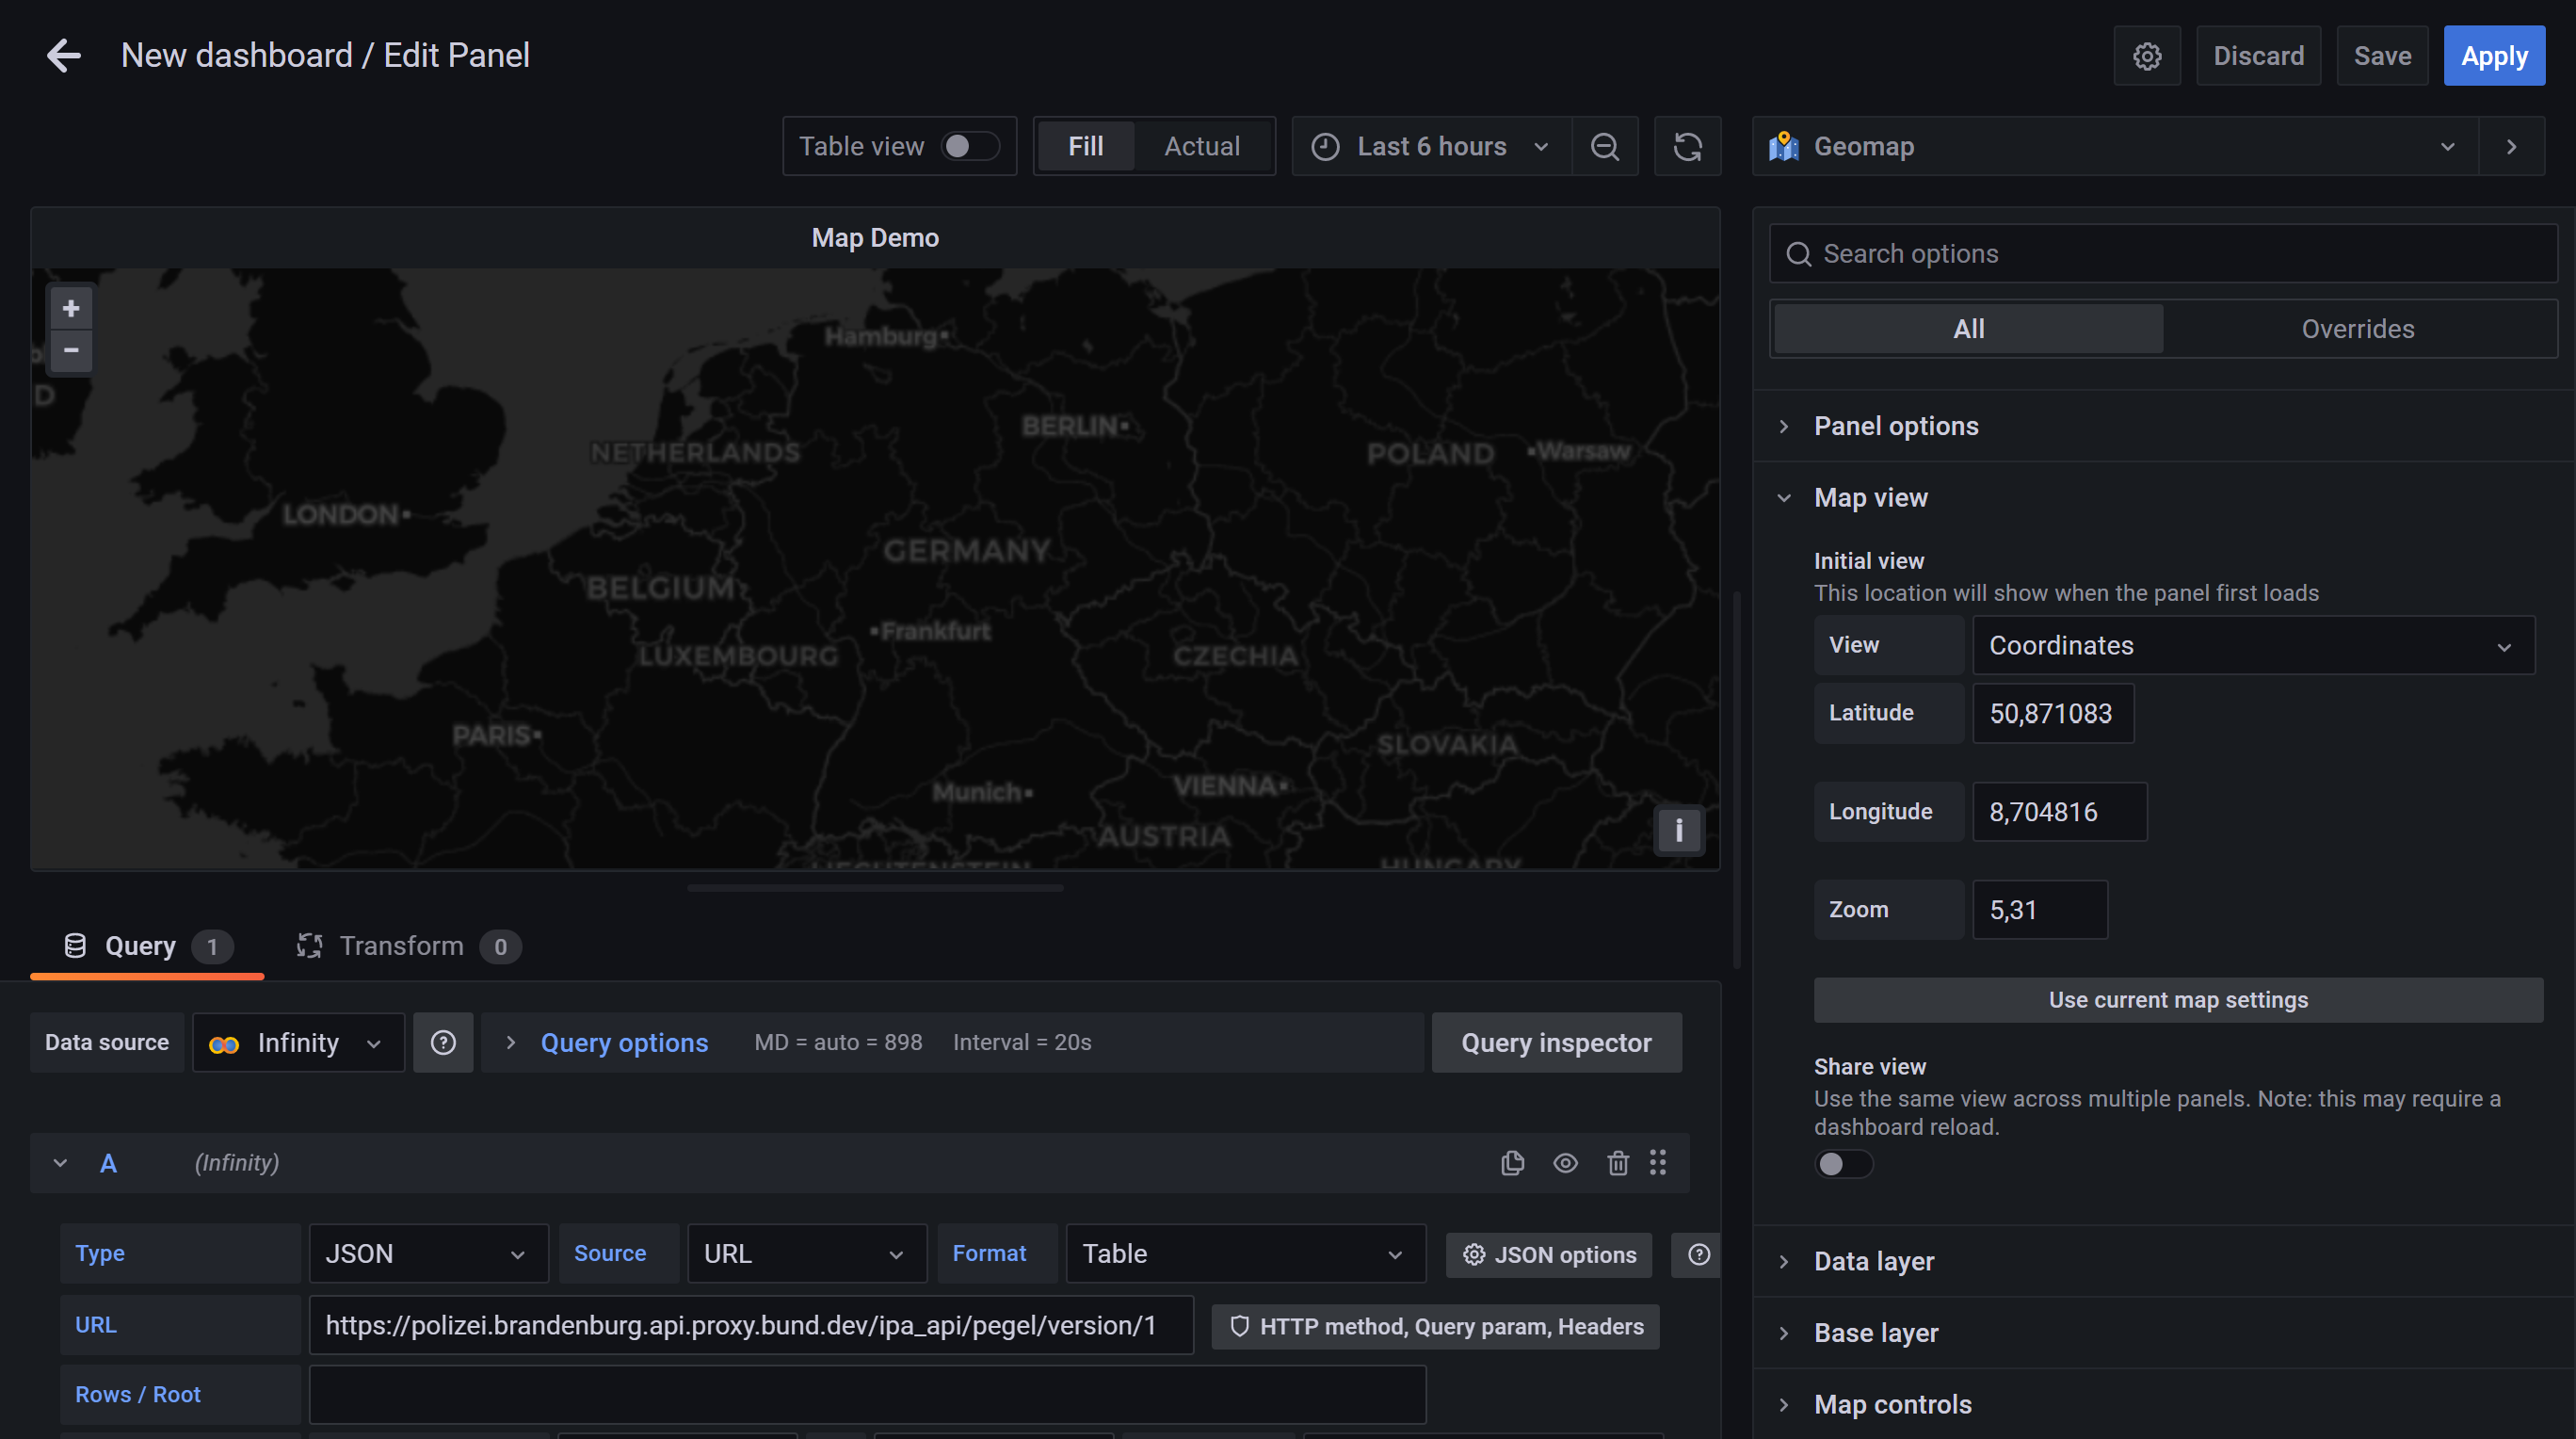 New dashboard / Edit Panel
Discard
Save
Apply
Table view
Fill
Actual
Last 6 hours
Geomap
Map Demo
Search options
All
Overrides
+
−
D
Hamburg
BERLIN
NETHERLANDS
POLAND
Warsaw
LONDON
GERMANY
BELGIUM
Frankfurt
LUXEMBOURG
CZECHIA
PARIS
SLOVAKIA
Munich
VIENNA
AUSTRIA
LIECHTENSTEIN
HUNGARY
i
Panel options
Map view
Initial view
This location will show when the panel first loads
View
Coordinates
Latitude
50,871083
Longitude
8,704816
Zoom
5,31
Use current map settings
Share view
Use the same view across multiple panels. Note: this may require a
dashboard reload.
Data layer
Base layer
Map controls
Query 1
Transform 0
Data source
Infinity
Query options
MD = auto = 898
Interval = 20s
Query inspector
A
(Infinity)
Type
JSON
Source
URL
Format
Table
JSON options
URL
https://polizei.brandenburg.api.proxy.bund.dev/ipa_api/pegel/version/1
HTTP method, Query param, Headers
Rows / Root